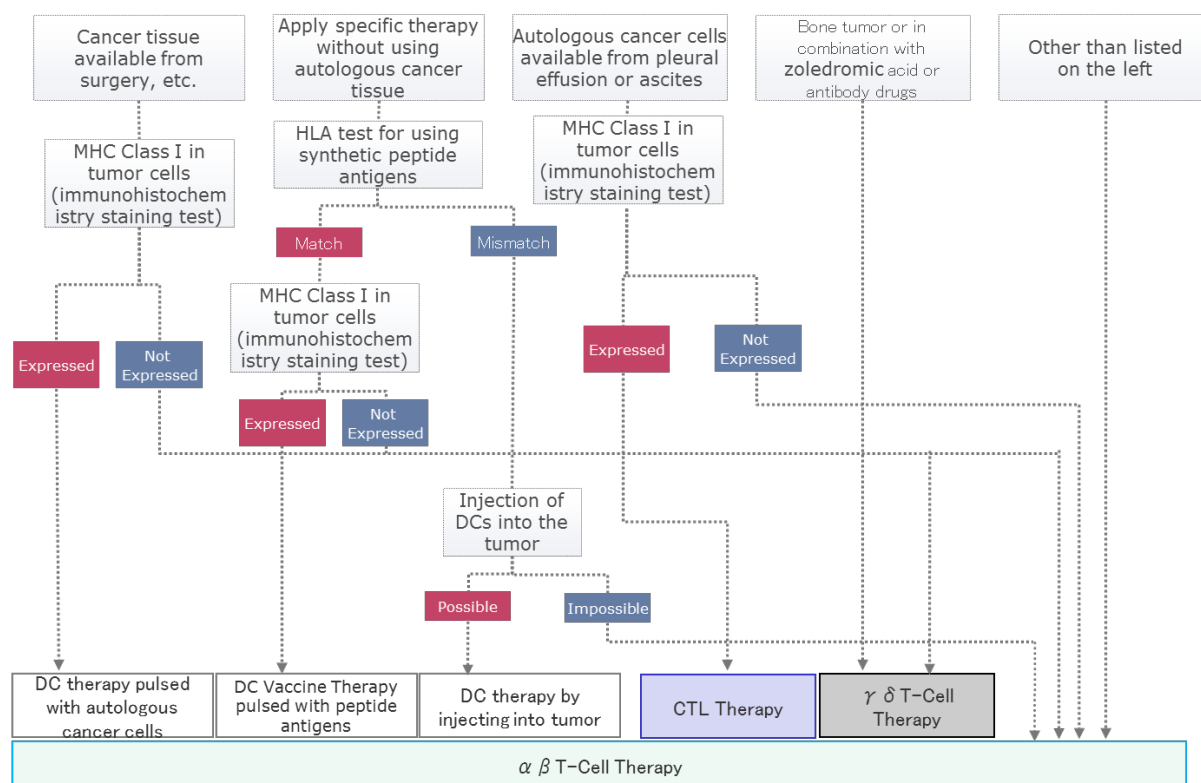 Cancer tissue
available from
surgery, etc.
Apply specific therapy
without using
autologous cancer
tissue
Autologous cancer cells
available from pleural
effusion or ascites
Bone tumor or in
combination with
zoledromic acid or
antibody drugs
Other than listed
on the left
MHC Class I in
tumor cells
(immunohistochem
istry staining test)
HLA test for using
synthetic peptide
antigens
MHC Class I in
tumor cells
(immunohistochem
istry staining test)
Match
Mismatch
MHC Class I in
tumor cells
(immunohistochem
istry staining test)
Expressed
Not
Expressed
Expressed
Not
Expressed
Expressed
Not
Expressed
Injection of
DCs into the
tumor
Possible
Impossible
DC therapy pulsed
with autologous
cancer cells
DC Vaccine Therapy
pulsed with peptide
antigens
DC therapy by
injecting into tumor
CTL Therapy
γ δ T-Cell
Therapy
α β T-Cell Therapy